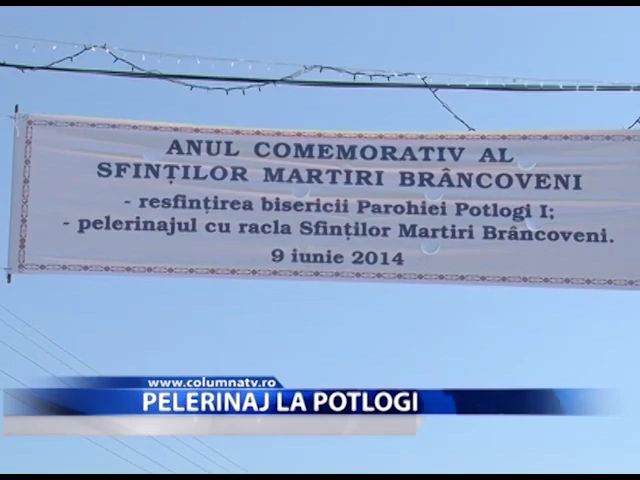 ANUL COMEMORATIV AL
SFINȚILOR MARTIRI BRÂNCOVENI
- resfințirea bisericii Parohiei Potlogi I;
- pelerinajul cu racla Sfinților Martiri Brâncoveni.
9 iunie 2014
www.columnatv.ro
PELERINAJ LA POTLOGI